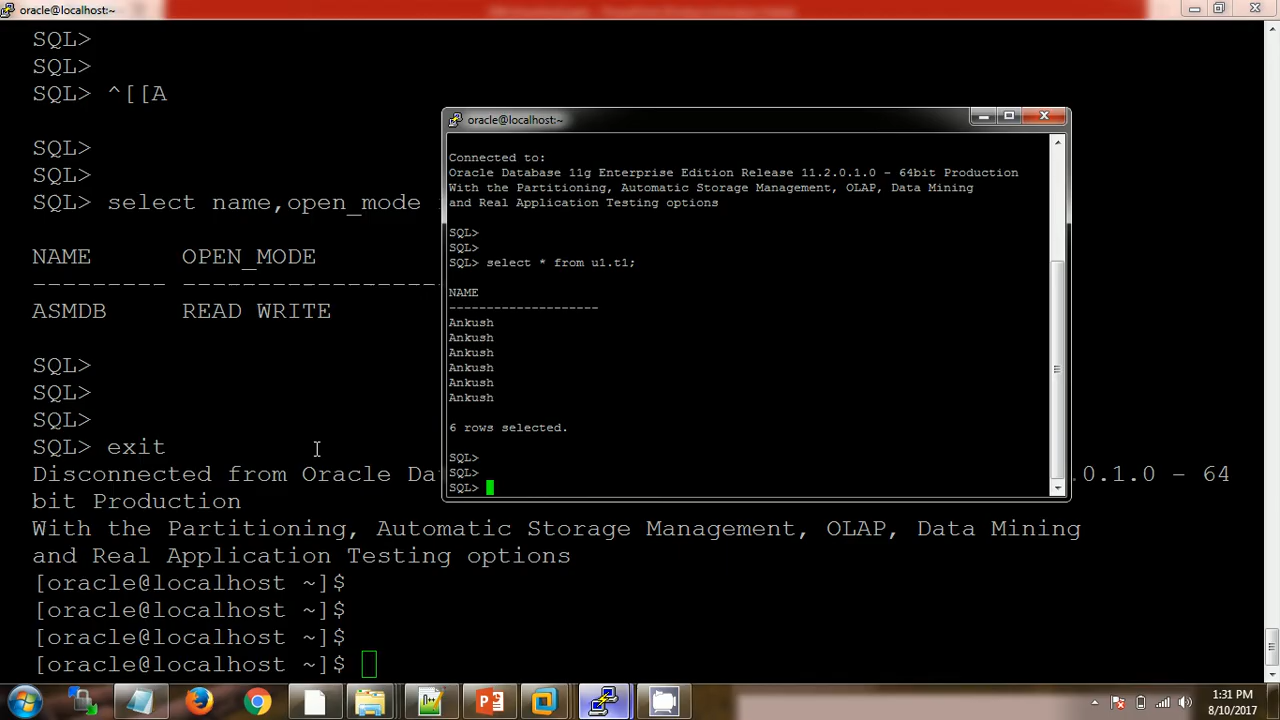 oracle@localhost:~
SQL>
SQL>
SQL> ^[[A
SQL>
SQL>
SQL> select name,open_mode
NAME OPEN_MODE
--------- --------------------
ASMDB READ WRITE
SQL>
SQL>
SQL>
SQL> exit
Disconnected from Oracle Da .0.1.0 - 64
bit Production
With the Partitioning, Automatic Storage Management, OLAP, Data Mining
and Real Application Testing options
[oracle@localhost ~]$
[oracle@localhost ~]$
[oracle@localhost ~]$
[oracle@localhost ~]$
oracle@localhost:~
Connected to:
Oracle Database 11g Enterprise Edition Release 11.2.0.1.0 - 64bit Production
With the Partitioning, Automatic Storage Management, OLAP, Data Mining
and Real Application Testing options
SQL>
SQL>
SQL> select * from u1.t1;
NAME
--------------------
Ankush
Ankush
Ankush
Ankush
Ankush
Ankush
6 rows selected.
SQL>
SQL>
SQL>
1:31 PM
8/10/2017